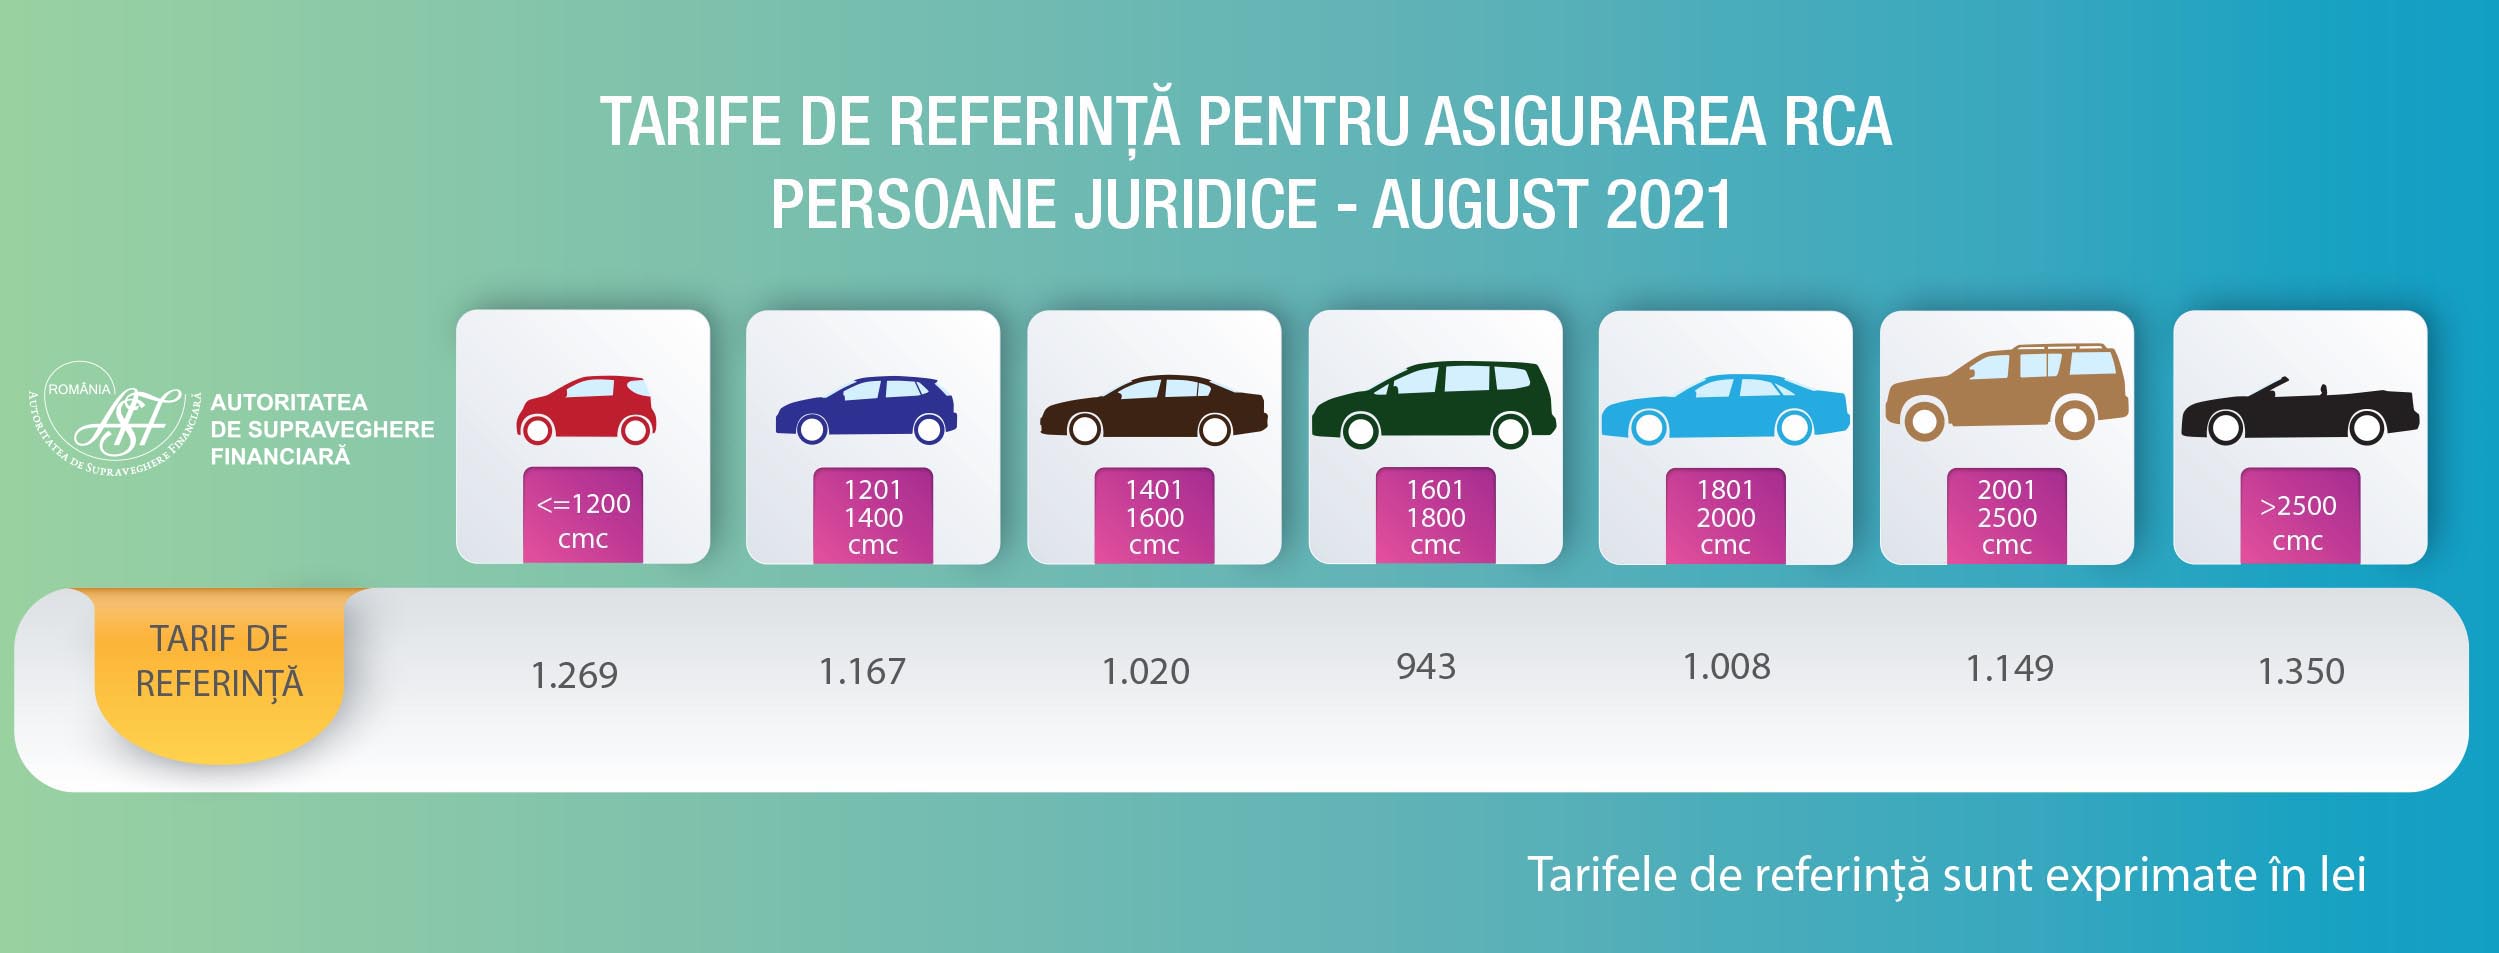 TARIFE DE REFERINȚĂ PENTRU ASIGURAREA RCA
PERSOANE JURIDICE - AUGUST 2021
ROMÂNIA
AUTORITATEA DE SUPRAVEGHERE FINANCIARĂ
AUTORITATEA
DE SUPRAVEGHERE
FINANCIARĂ
<=1200
cmc
1201
1400
cmc
1401
1600
cmc
1601
1800
cmc
1801
2000
cmc
2001
2500
cmc
>2500
cmc
TARIF DE
REFERINȚĂ
1.269
1.167
1.020
943
1.008
1.149
1.350
Tarifele de referință sunt exprimate în lei